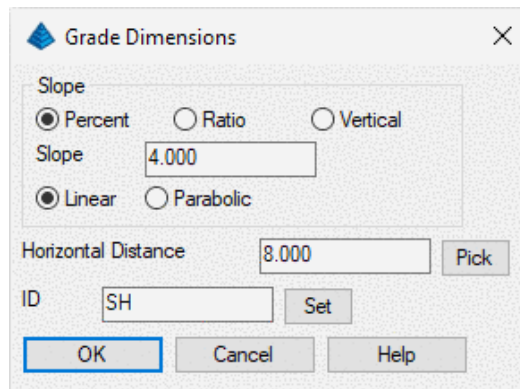 Grade Dimensions
Slope
Percent Ratio Vertical
Slope 4.000
Linear Parabolic
Horizontal Distance 8.000 Pick
ID SH Set
OK Cancel Help